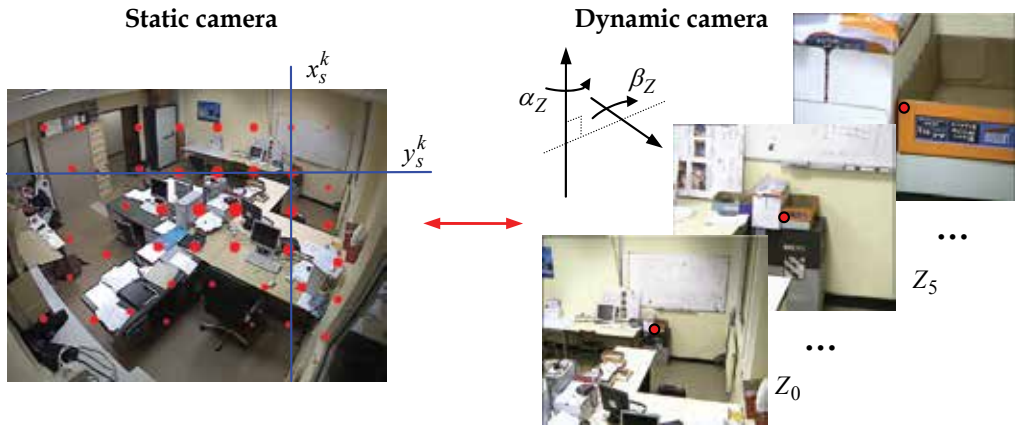 Static camera
Dynamic camera
x_s^k
y_s^k
α_Z
β_Z
...
Z_5
...
Z_0